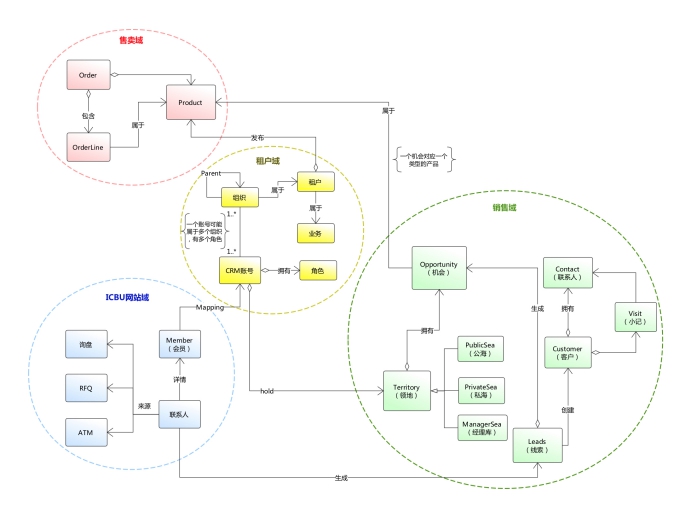 售卖域
Order
包含
OrderLine
属于
Product
发布
属于
一个机会对应一个
类型的产品
租户域
Parent
组织
属于
租户
属于
业务
1..*
一个账号可能
属于多个组织
，有多个角色
1..*
CRM账号
拥有
角色
Mapping
hold
ICBU网站域
询盘
RFQ
ATM
来源
Member
（会员）
详情
联系人
生成
销售域
Opportunity
（机会）
拥有
Territory
（领地）
PublicSea
（公海）
PrivateSea
（私海）
ManagerSea
（经理库）
生成
Contact
（联系人）
拥有
Visit
（小记）
Customer
（客户）
创建
Leads
（线索）